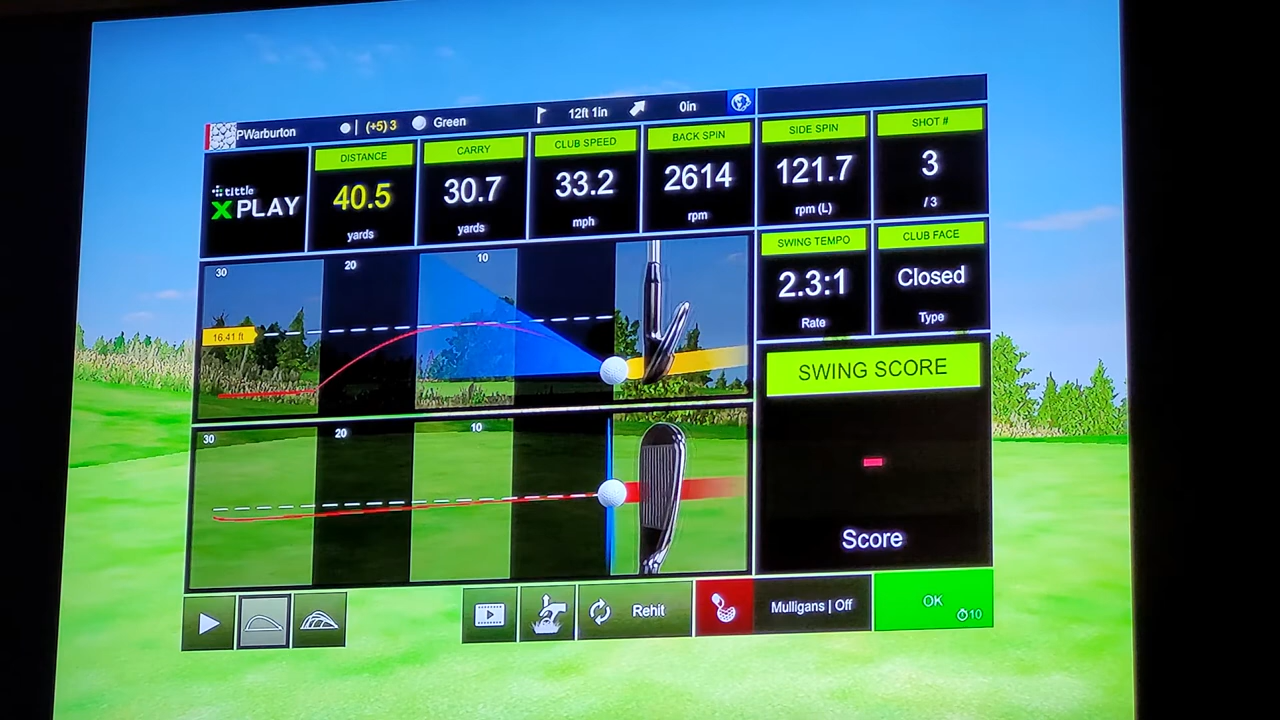 PWarburton
(+5) 3
Green
12ft 1in
0in
tittle
X PLAY
DISTANCE
40.5
yards
CARRY
30.7
yards
CLUB SPEED
33.2
mph
BACK SPIN
2614
rpm
SIDE SPIN
121.7
rpm (L)
SHOT #
3
/ 3
SWING TEMPO
2.3:1
Rate
CLUB FACE
Closed
Type
30
20
10
16.41 ft
SWING SCORE
-
Score
30
20
10
Rehit
Mulligans | Off
OK
10